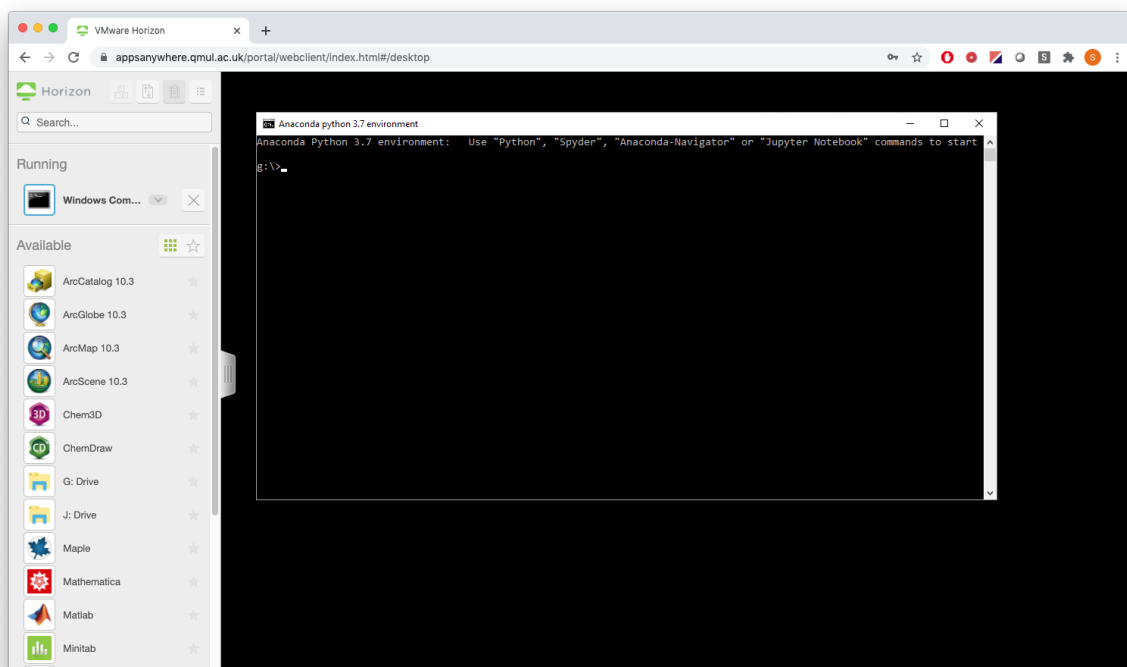 VMware Horizon
appsanywhere.qmul.ac.uk/portal/webclient/index.html#/desktop
S
S
Horizon
Search...
Running
Windows Com...
Available
ArcCatalog 10.3
ArcGlobe 10.3
ArcMap 10.3
ArcScene 10.3
3D
Chem3D
CD
ChemDraw
G: Drive
J: Drive
Maple
Mathematica
Matlab
Minitab
Anaconda python 3.7 environment
Anaconda Python 3.7 environment:   Use "Python", "Spyder", "Anaconda-Navigator" or "Jupyter Notebook" commands to start
g:\>